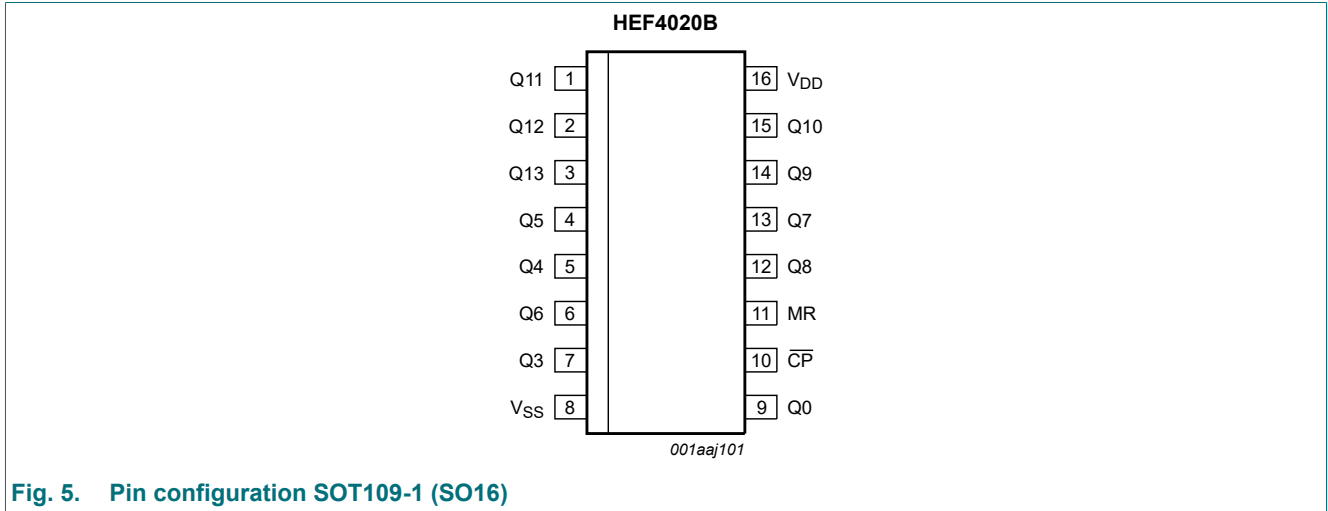 HEF4020B
Q11 1 16 VDD
Q12 2 15 Q10
Q13 3 14 Q9
Q5 4 13 Q7
Q4 5 12 Q8
Q6 6 11 MR
Q3 7 10 C̅P̅
VSS 8 9 Q0
001aaj101
Fig. 5. Pin configuration SOT109-1 (SO16)